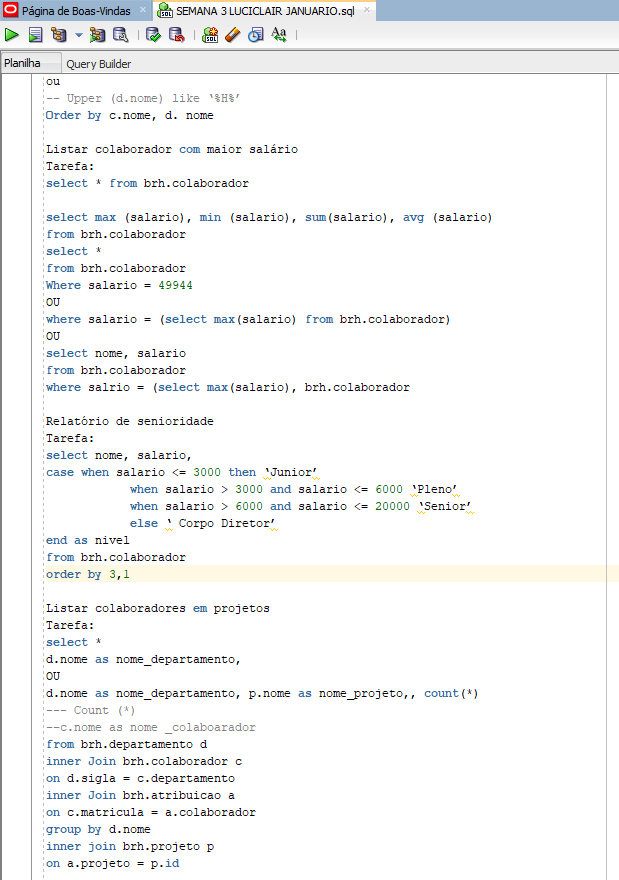 Página de Boas-Vindas
SEMANA 3 LUCICLAIR JANUARIO.sql
Planilha
Query Builder
ou
-- Upper (d.nome) like ‘%H%’
Order by c.nome, d. nome
Listar colaborador com maior salário
Tarefa:
select * from brh.colaborador
select max (salario), min (salario), sum(salario), avg (salario)
from brh.colaborador
select *
from brh.colaborador
Where salario = 49944
OU
where salario = (select max(salario) from brh.colaborador)
OU
select nome, salario
from brh.colaborador
where salrio = (select max(salario), brh.colaborador
Relatório de senioridade
Tarefa:
select nome, salario,
case when salario <= 3000 then ‘Junior’
when salario > 3000 and salario <= 6000 ‘Pleno’
when salario > 6000 and salario <= 20000 ‘Senior’
else ‘ Corpo Diretor’
end as nivel
from brh.colaborador
order by 3,1
Listar colaboradores em projetos
Tarefa:
select *
d.nome as nome_departamento,
OU
d.nome as nome_departamento, p.nome as nome_projeto,, count(*)
--- Count (*)
--c.nome as nome _colaboarador
from brh.departamento d
inner Join brh.colaborador c
on d.sigla = c.departamento
inner Join brh.atribuicao a
on c.matricula = a.colaborador
group by d.nome
inner join brh.projeto p
on a.projeto = p.id